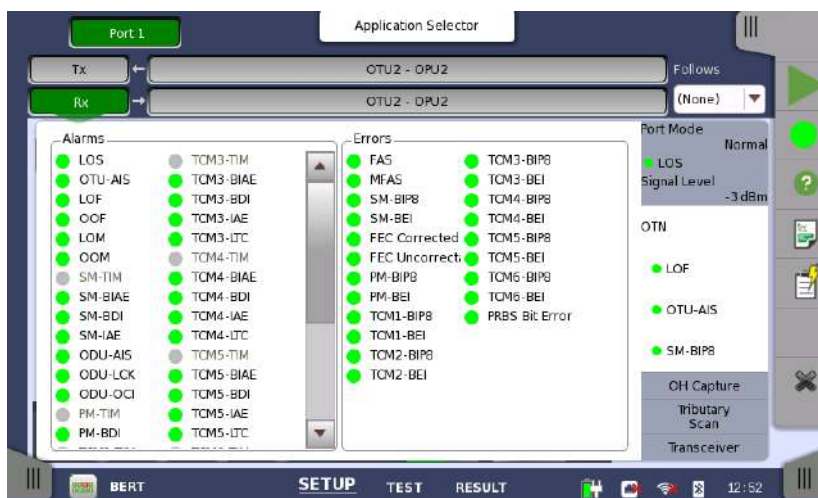 Port 1
Application Selector
Tx
OTU2 - OPU2
Follows
Rx
OTU2 - OPU2
(None)
Alarms
LOS
OTU-AIS
LOF
OOF
LOM
OOM
SM-TIM
SM-BIAE
SM-BDI
SM-IAE
ODU-AIS
ODU-LCK
ODU-OCI
PM-TIM
PM-BDI
TCM3-TIM
TCM3-BIAE
TCM3-BDI
TCM3-IAE
TCM3-LTC
TCM4-TIM
TCM4-BIAE
TCM4-BDI
TCM4-IAE
TCM4-LTC
TCM5-TIM
TCM5-BIAE
TCM5-BDI
TCM5-IAE
TCM5-LTC
Errors
FAS
MFAS
SM-BIP8
SM-BEI
FEC Corrected
FEC Uncorrect
PM-BIP8
PM-BEI
TCM1-BIP8
TCM1-BEI
TCM2-BIP8
TCM2-BEI
TCM3-BIP8
TCM3-BEI
TCM4-BIP8
TCM4-BEI
TCM5-BIP8
TCM5-BEI
TCM6-BIP8
TCM6-BEI
PRBS Bit Error
Port Mode
Normal
LOS
Signal Level
-3 dBm
OTN
LOF
OTU-AIS
SM-BIP8
OH Capture
Tributary
Scan
Transceiver
BERT
SETUP
TEST
RESULT
12:52